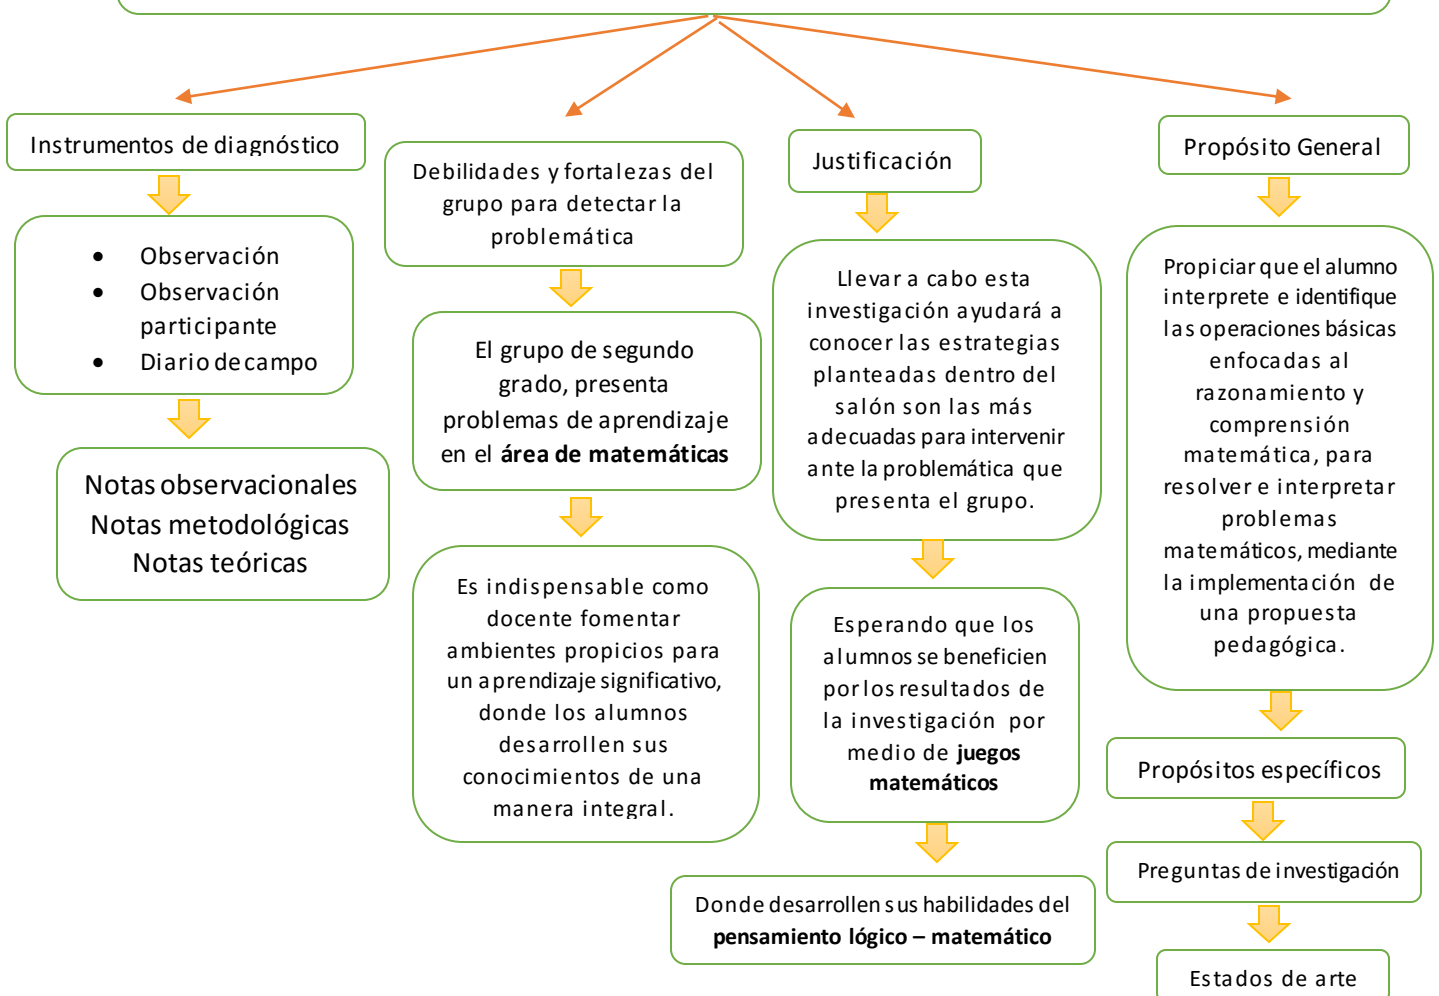 Instrumentos de diagnóstico
Observación
Observación
participante
Diario de campo
Notas observacionales
Notas metodológicas
Notas teóricas
Debilidades y fortalezas del
grupo para detectar la
problemática
El grupo de segundo
grado, presenta
problemas de aprendizaje
en el área de matemáticas
Es indispensable como
docente fomentar
ambientes propicios para
un aprendizaje significativo,
donde los alumnos
desarrollen sus
conocimientos de una
manera integral.
Justificación
Llevar a cabo esta
investigación ayudará a
conocer las estrategias
planteadas dentro del
salón son las más
adecuadas para intervenir
ante la problemática que
presenta el grupo.
Esperando que los
alumnos se beneficien
por los resultados de
la investigación por
medio de juegos
matemáticos
Donde desarrollen sus habilidades del
pensamiento lógico – matemático
Propósito General
Propiciar que el alumno
interprete e identifique
las operaciones básicas
enfocadas al
razonamiento y
comprensión
matemática, para
resolver e interpretar
problemas
matemáticos, mediante
la implementación de
una propuesta
pedagógica.
Propósitos específicos
Preguntas de investigación
Estados de arte